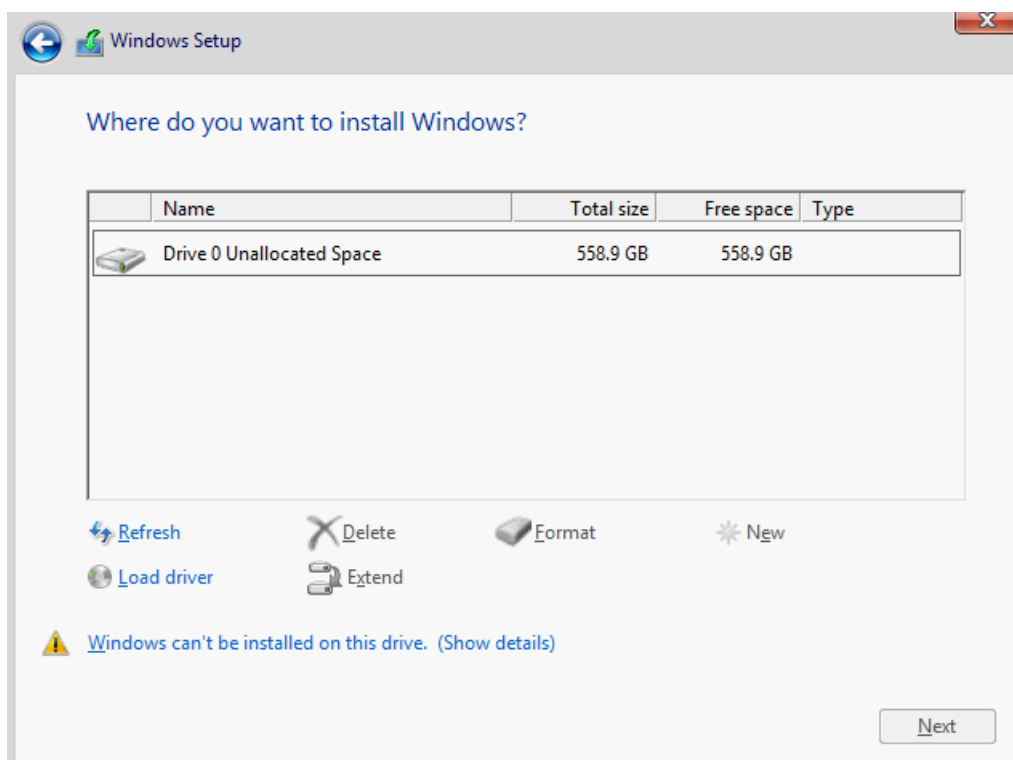 Windows Setup
Where do you want to install Windows?
Name Total size Free space Type
Drive 0 Unallocated Space 558.9 GB 558.9 GB
Refresh Delete Format New
Load driver Extend
Windows can't be installed on this drive. (Show details)
Next